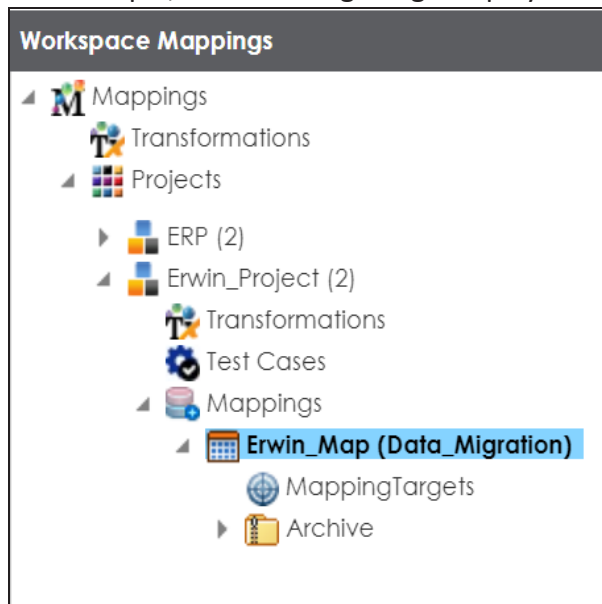 Workspace Mappings
Mappings
Transformations
Projects
ERP (2)
Erwin_Project (2)
Transformations
Test Cases
Mappings
Erwin_Map (Data_Migration)
MappingTargets
Archive